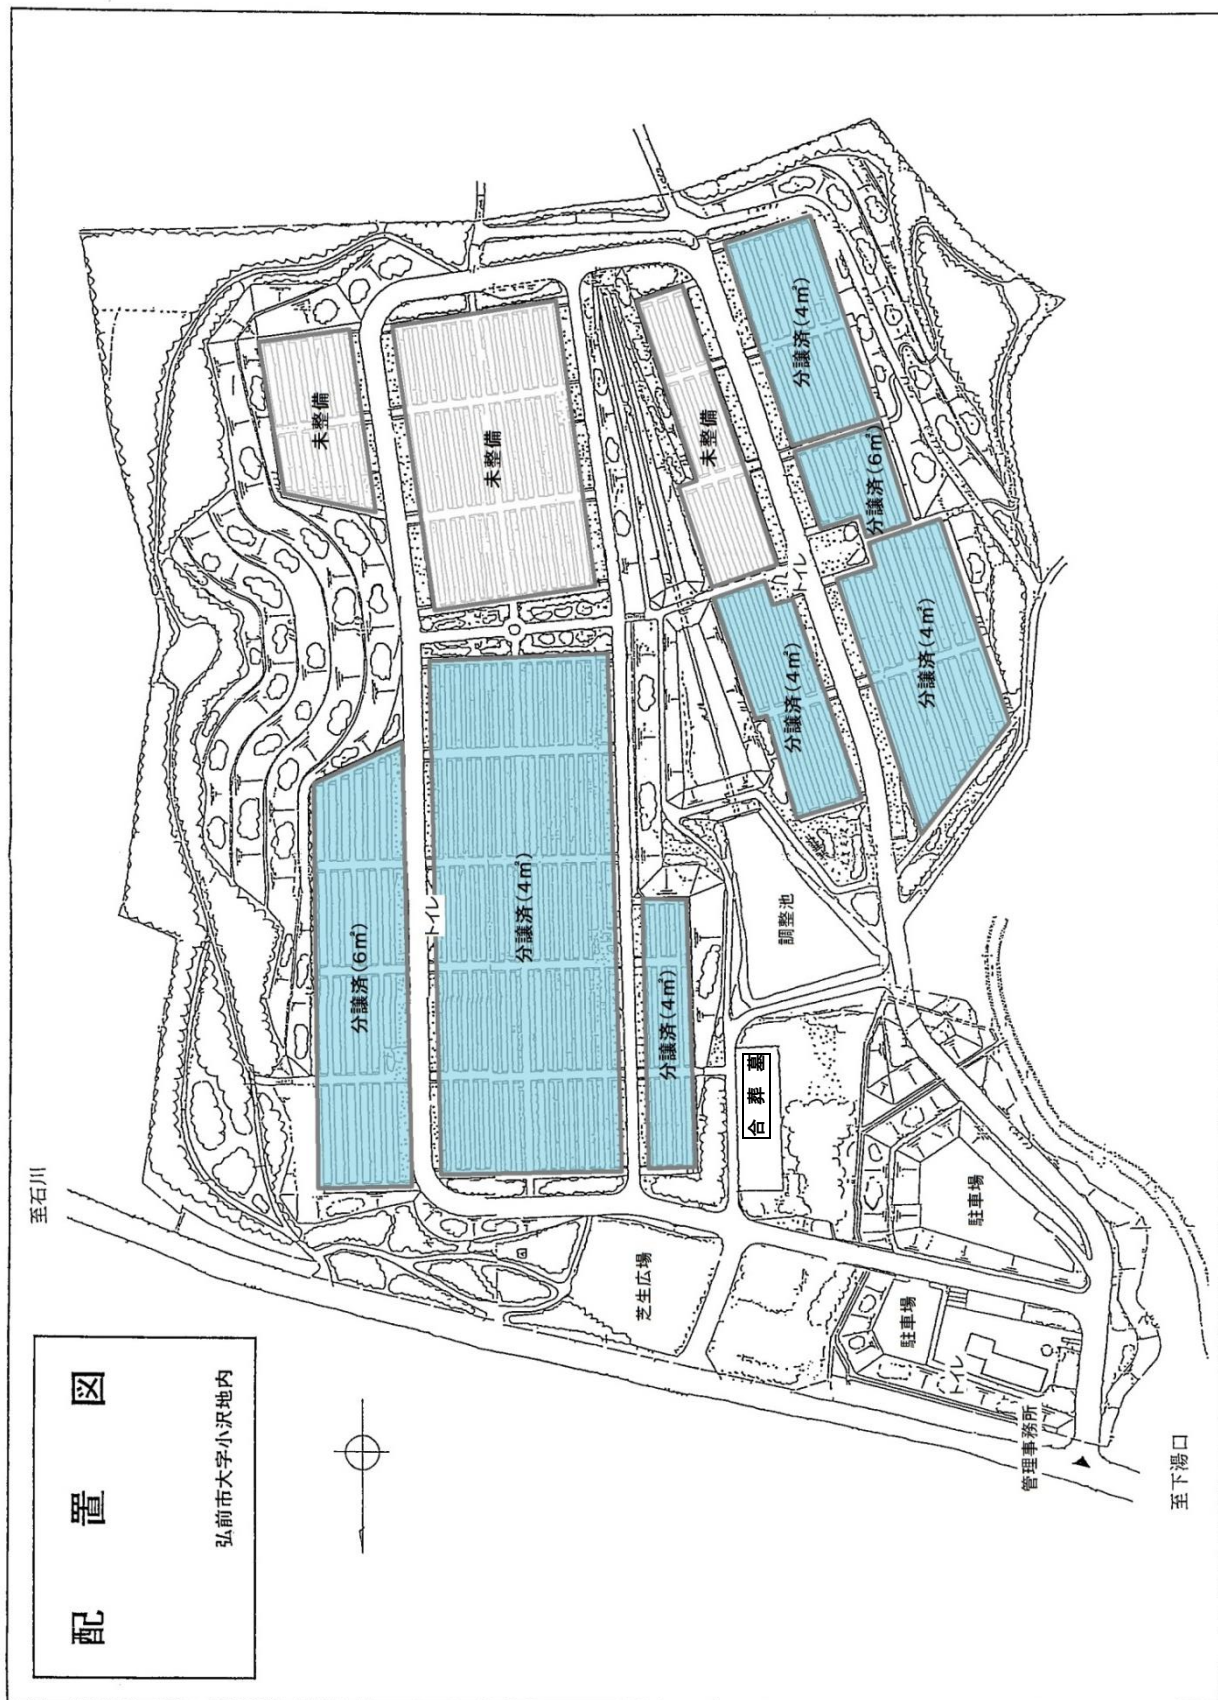 配置図
弘前市大字小沢地内
至石川
至下湯口
管理事務所
トイレ
駐車場
駐車場
芝生広場
合葬墓
調整池
分譲済(6㎡)
トイレ
分譲済(4㎡)
分譲済(4㎡)
未整備
未整備
未整備
分譲済(4㎡)
トイレ
分譲済(4㎡)
分譲済(6㎡)
分譲済(4㎡)